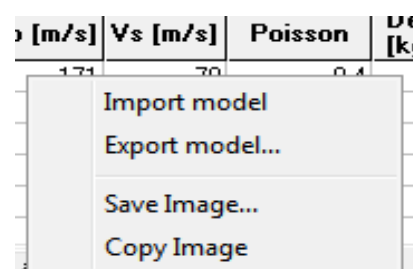 [m/s] Vs [m/s] Poisson
Import model
Export model...
Save Image...
Copy Image